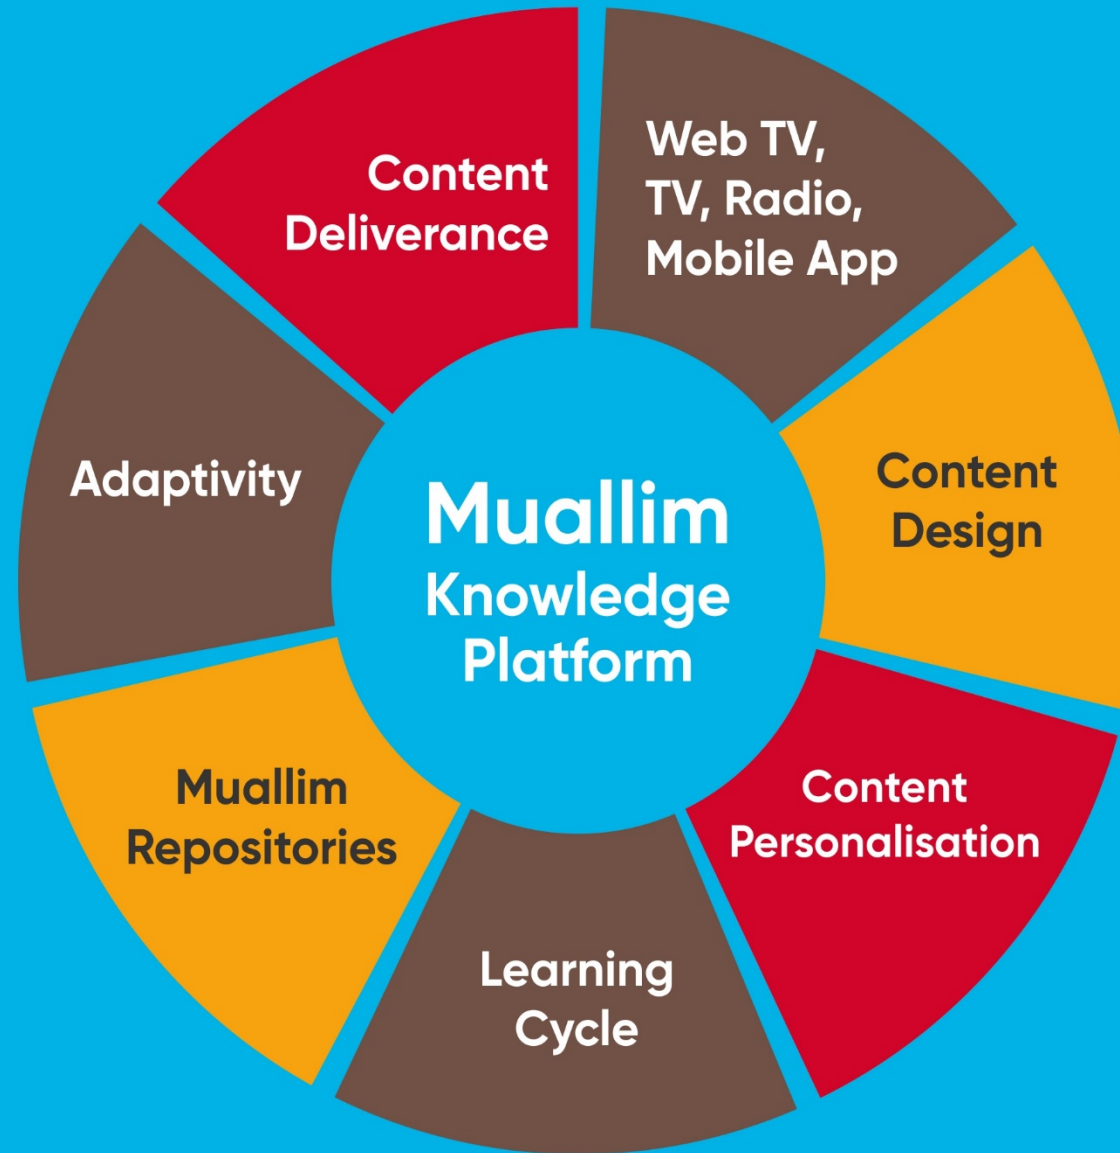 Content
Deliverance
Web TV,
TV, Radio,
Mobile App
Content
Design
Content
Personalisation
Learning
Cycle
Muallim
Repositories
Adaptivity
Muallim
Knowledge
Platform